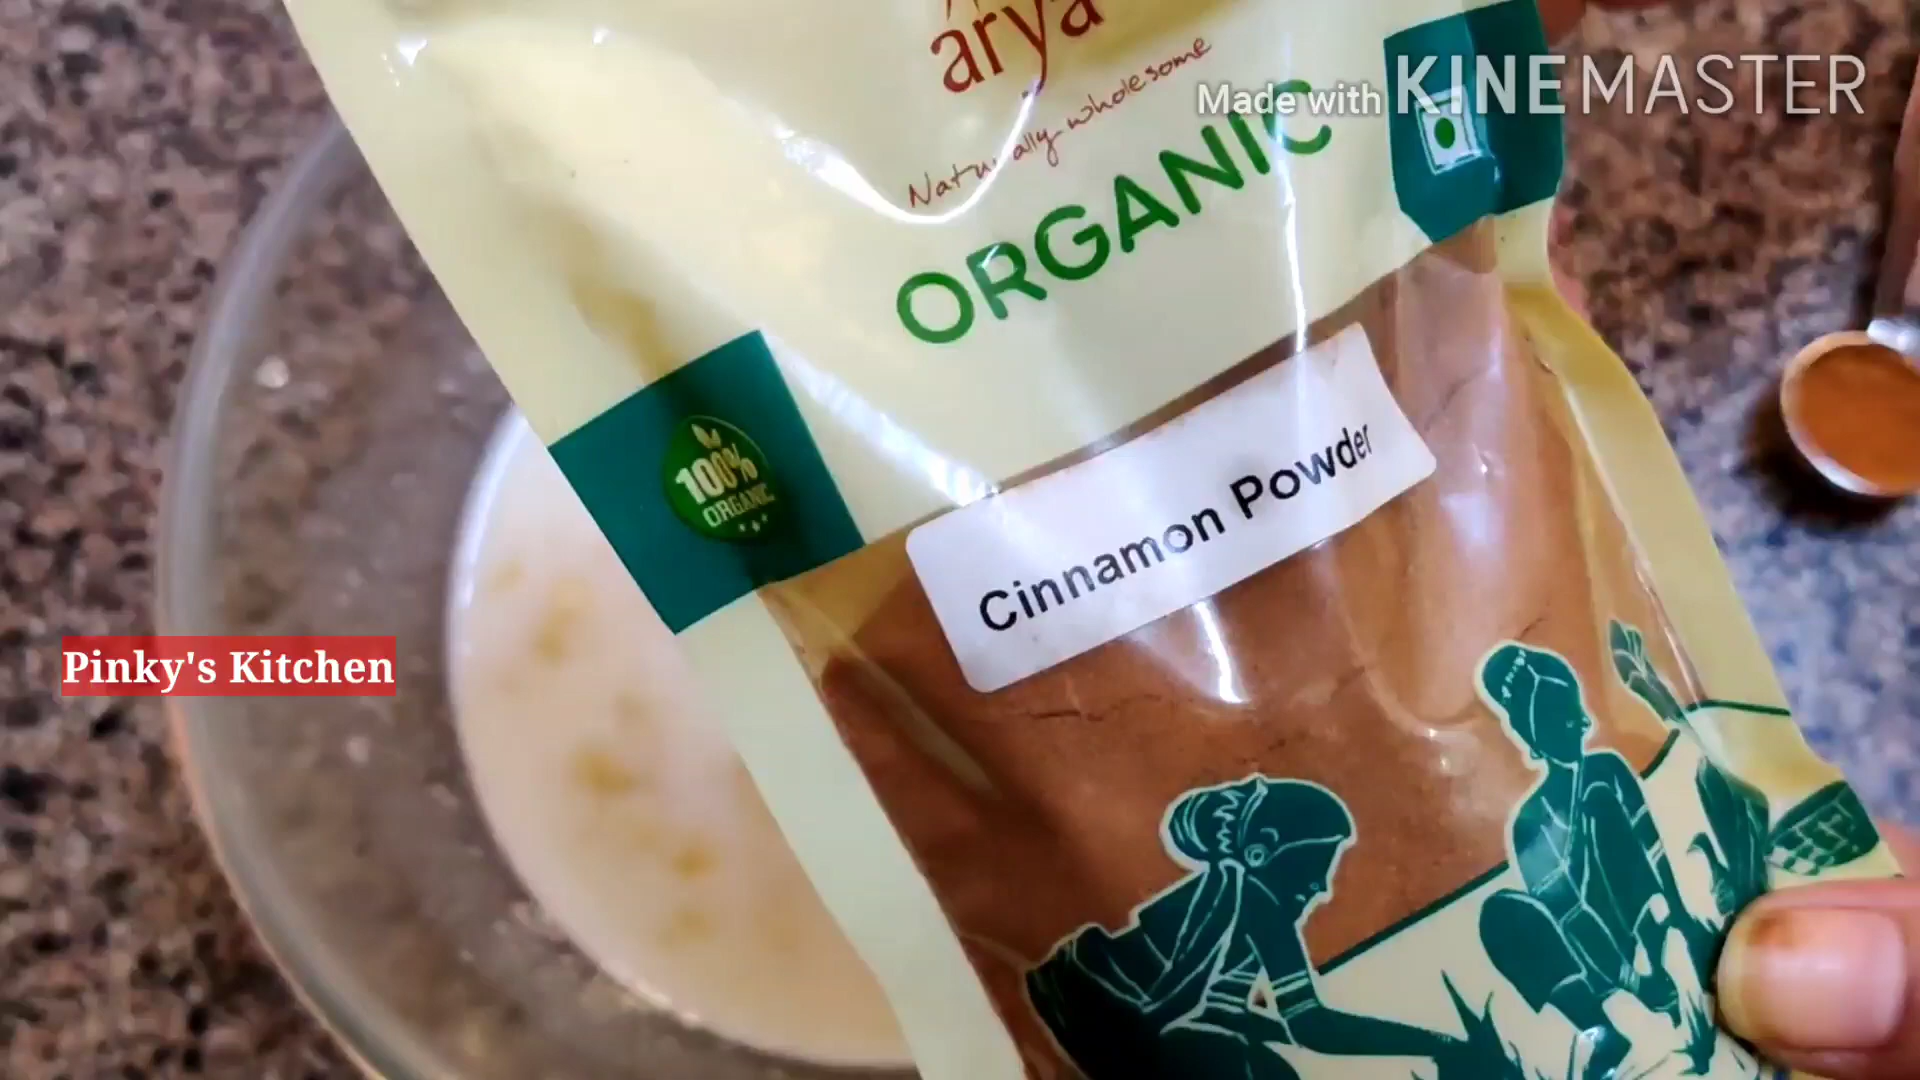 arya
Naturally wholesome
Made with KINEMASTER
ORGANIC
100%
ORGANIC
Cinnamon Powder
Pinky's Kitchen